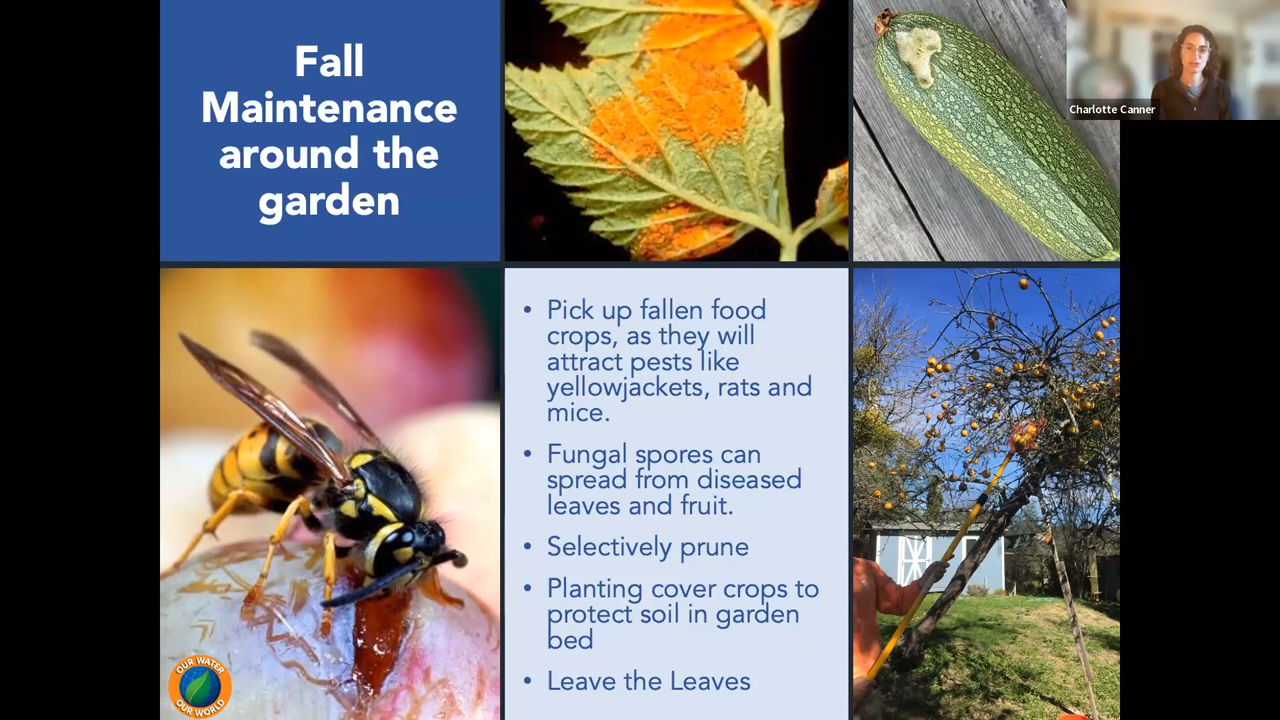 Fall
Maintenance
around the
garden
Charlotte Canner
• Pick up fallen food
crops, as they will
attract pests like
yellowjackets, rats and
mice.
• Fungal spores can
spread from diseased
leaves and fruit.
• Selectively prune
• Planting cover crops to
protect soil in garden
bed
• Leave the Leaves
OUR WATER
OUR WORLD